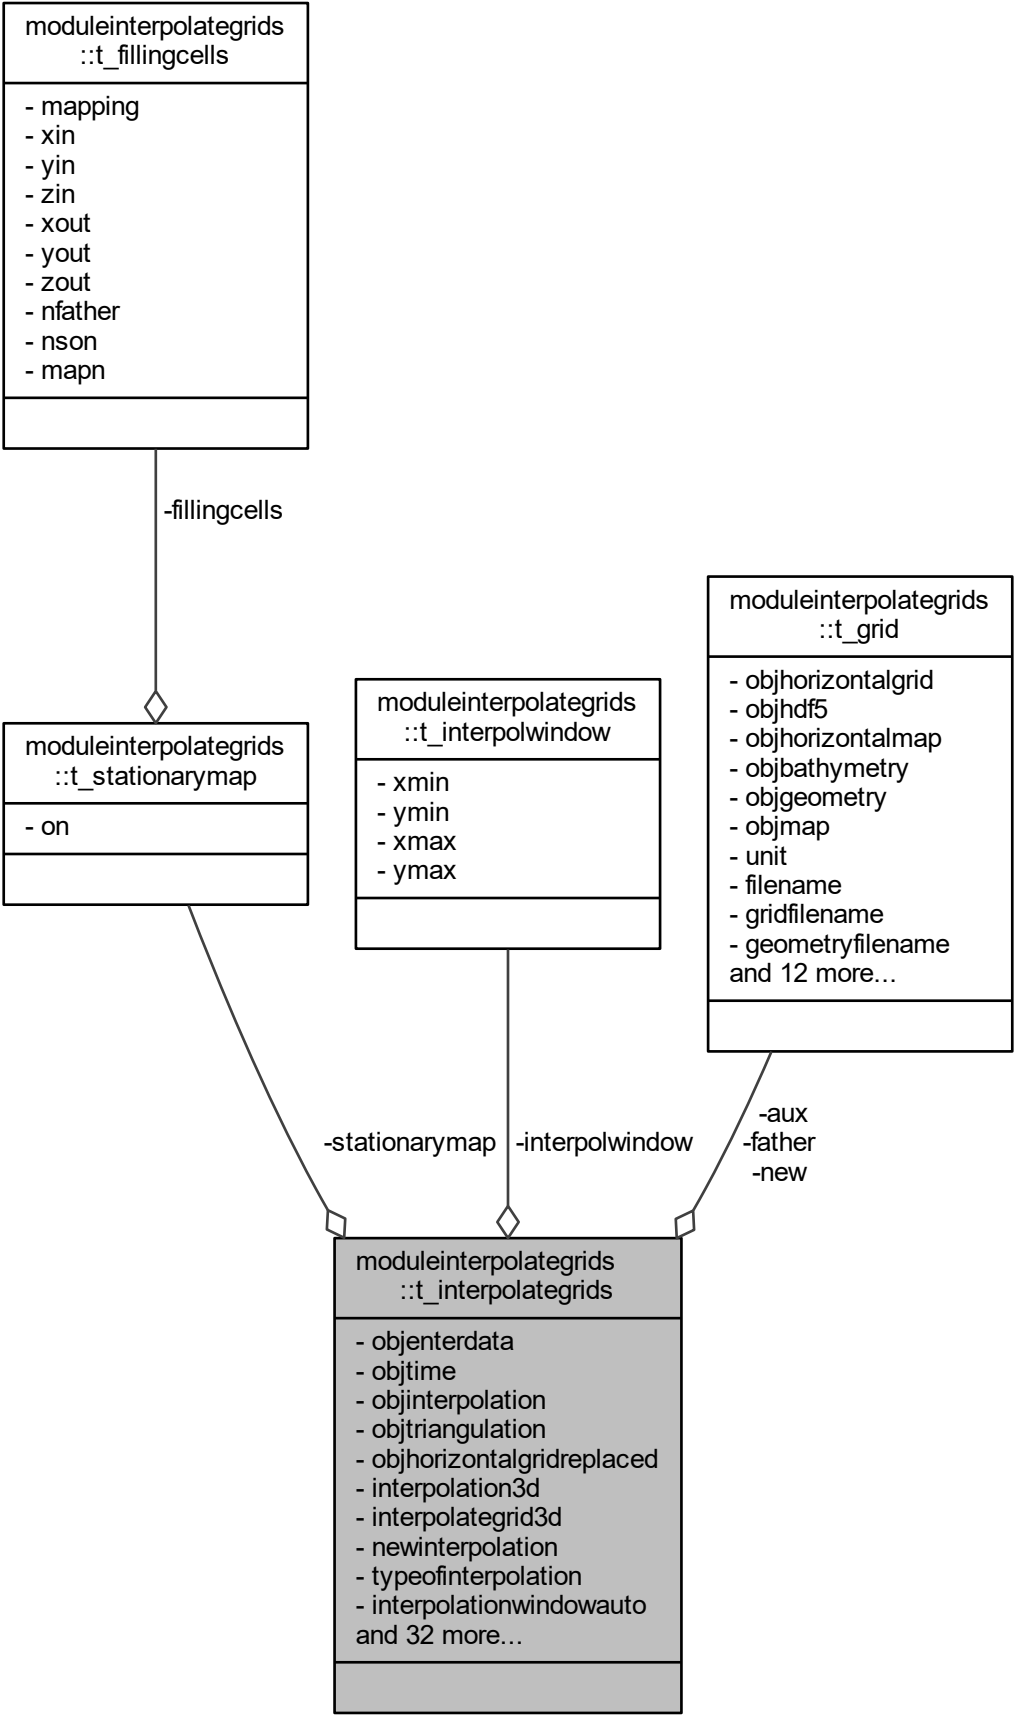 moduleinterpolategrids
::t_fillingcells
- mapping
- xin
- yin
- zin
- xout
- yout
- zout
- nfather
- nson
- mapn
-fillingcells
moduleinterpolategrids
::t_stationarymap
- on
moduleinterpolategrids
::t_interpolwindow
- xmin
- ymin
- xmax
- ymax
moduleinterpolategrids
::t_grid
- objhorizontalgrid
- objhdf5
- objhorizontalmap
- objbathymetry
- objgeometry
- objmap
- unit
- filename
- gridfilename
- geometryfilename
and 12 more...
-stationarymap
-interpolwindow
-aux
-father
-new
moduleinterpolategrids
::t_interpolategrids
- objenterdata
- objtime
- objinterpolation
- objtriangulation
- objhorizontalgridreplaced
- interpolation3d
- interpolategrid3d
- newinterpolation
- typeofinterpolation
- interpolationwindowauto
and 32 more...